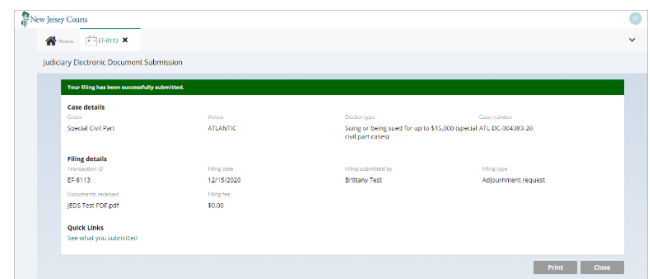 New Jersey Courts
Home EF-8113 ×
Judiciary Electronic Document Submission
Your filing has been successfully submitted.
Case details
Court Venue Docket type Case number
Special Civil Part ATLANTIC Suing or being sued for up to $15,000 (special ATL-DC-004383-20
civil part cases)
Filing details
Transaction ID Filing date Filing submitted by Filing type
EF-8113 12/15/2020 Brittany Test Adjournment request
Documents received Filing fee
JEDS Test PDF.pdf $0.00
Quick Links
See what you submitted
Print Close